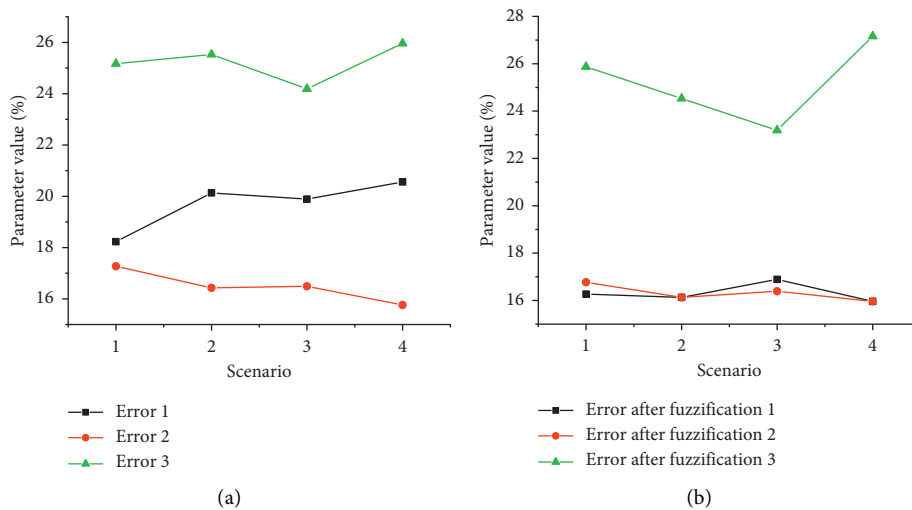 26
24
22
20
18
16
Parameter value (%)
1 2 3 4
Scenario
Error 1
Error 2
Error 3
(a)
28
26
24
22
20
18
16
Parameter value (%)
1 2 3 4
Scenario
Error after fuzzification 1
Error after fuzzification 2
Error after fuzzification 3
(b)